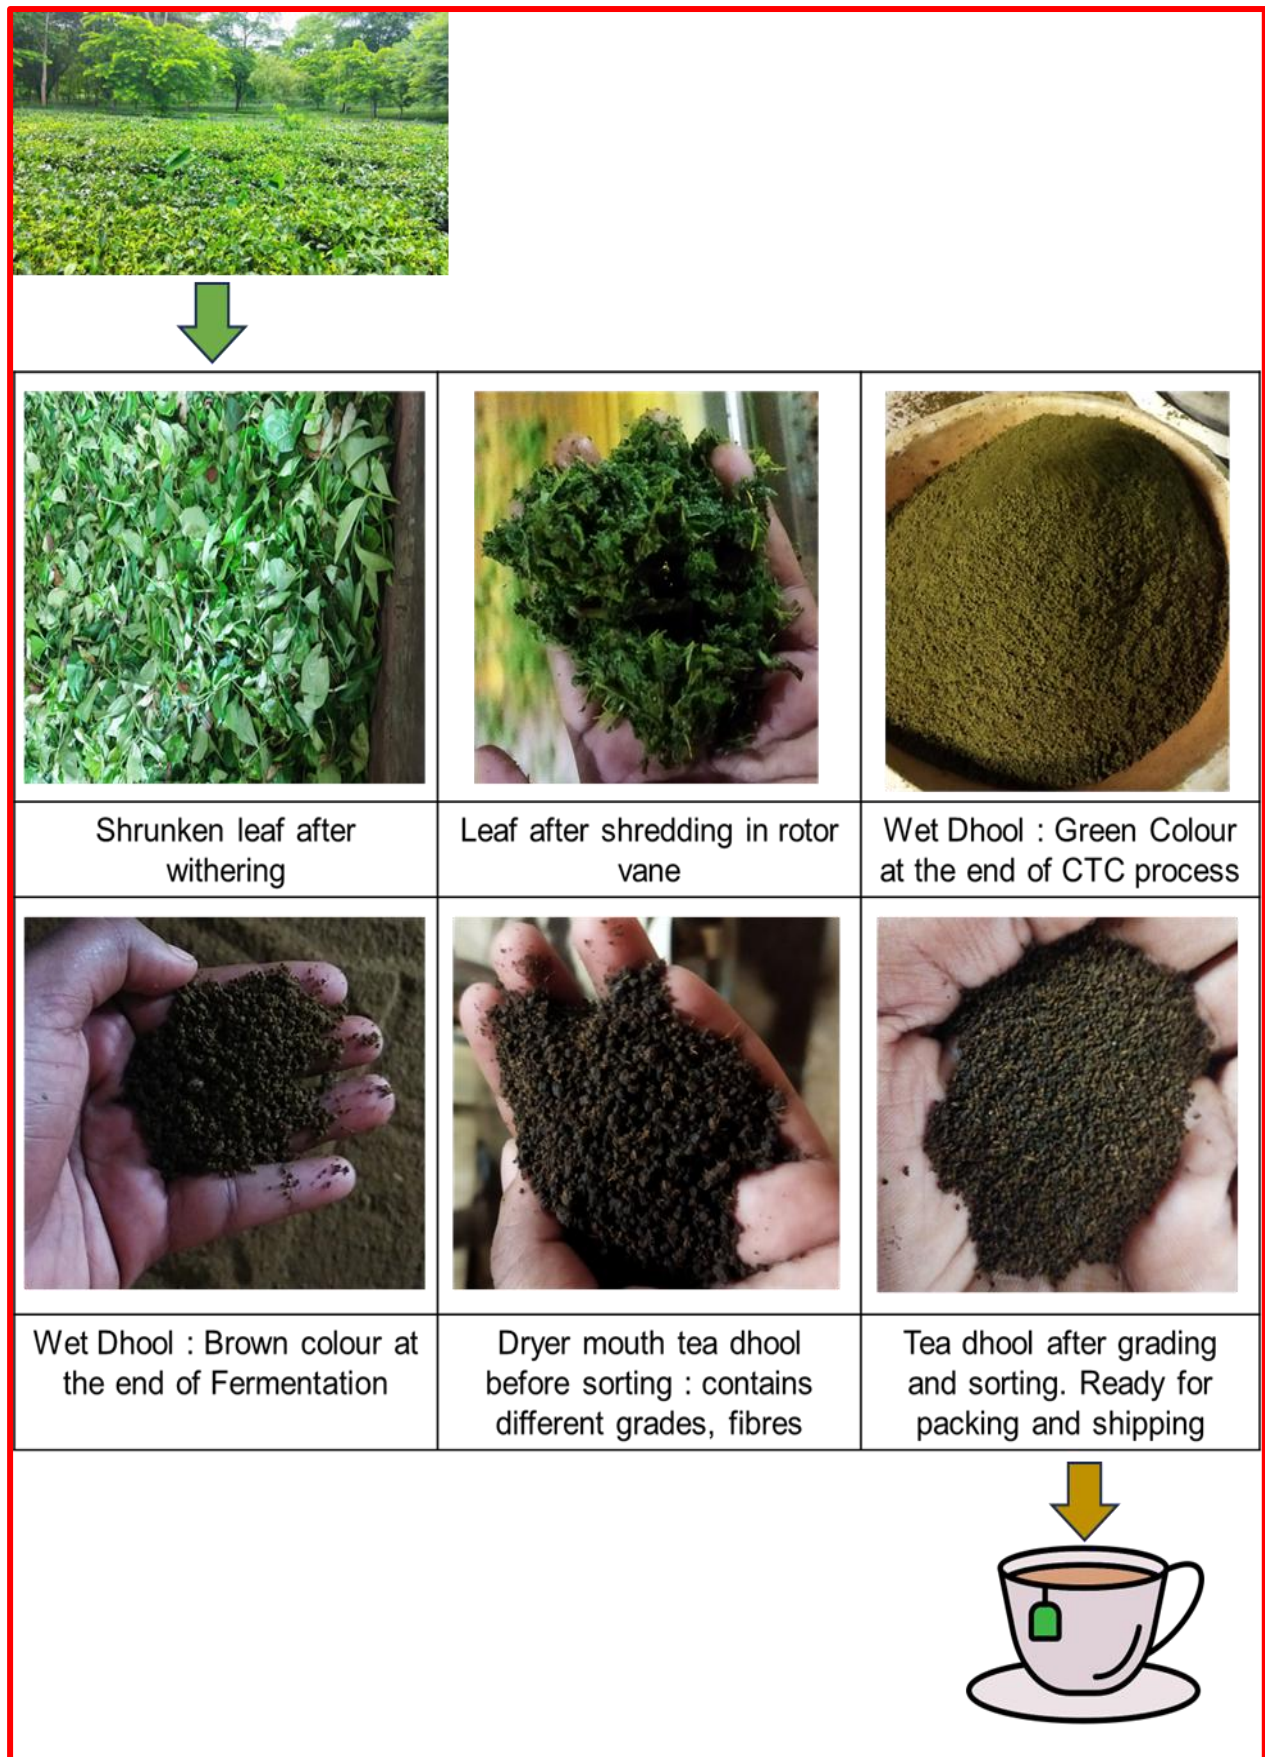 Shrunken leaf after
withering
Leaf after shredding in rotor
vane
Wet Dhool : Green Colour
at the end of CTC process
Wet Dhool : Brown colour at
the end of Fermentation
Dryer mouth tea dhool
before sorting : contains
different grades, fibres
Tea dhool after grading
and sorting. Ready for
packing and shipping